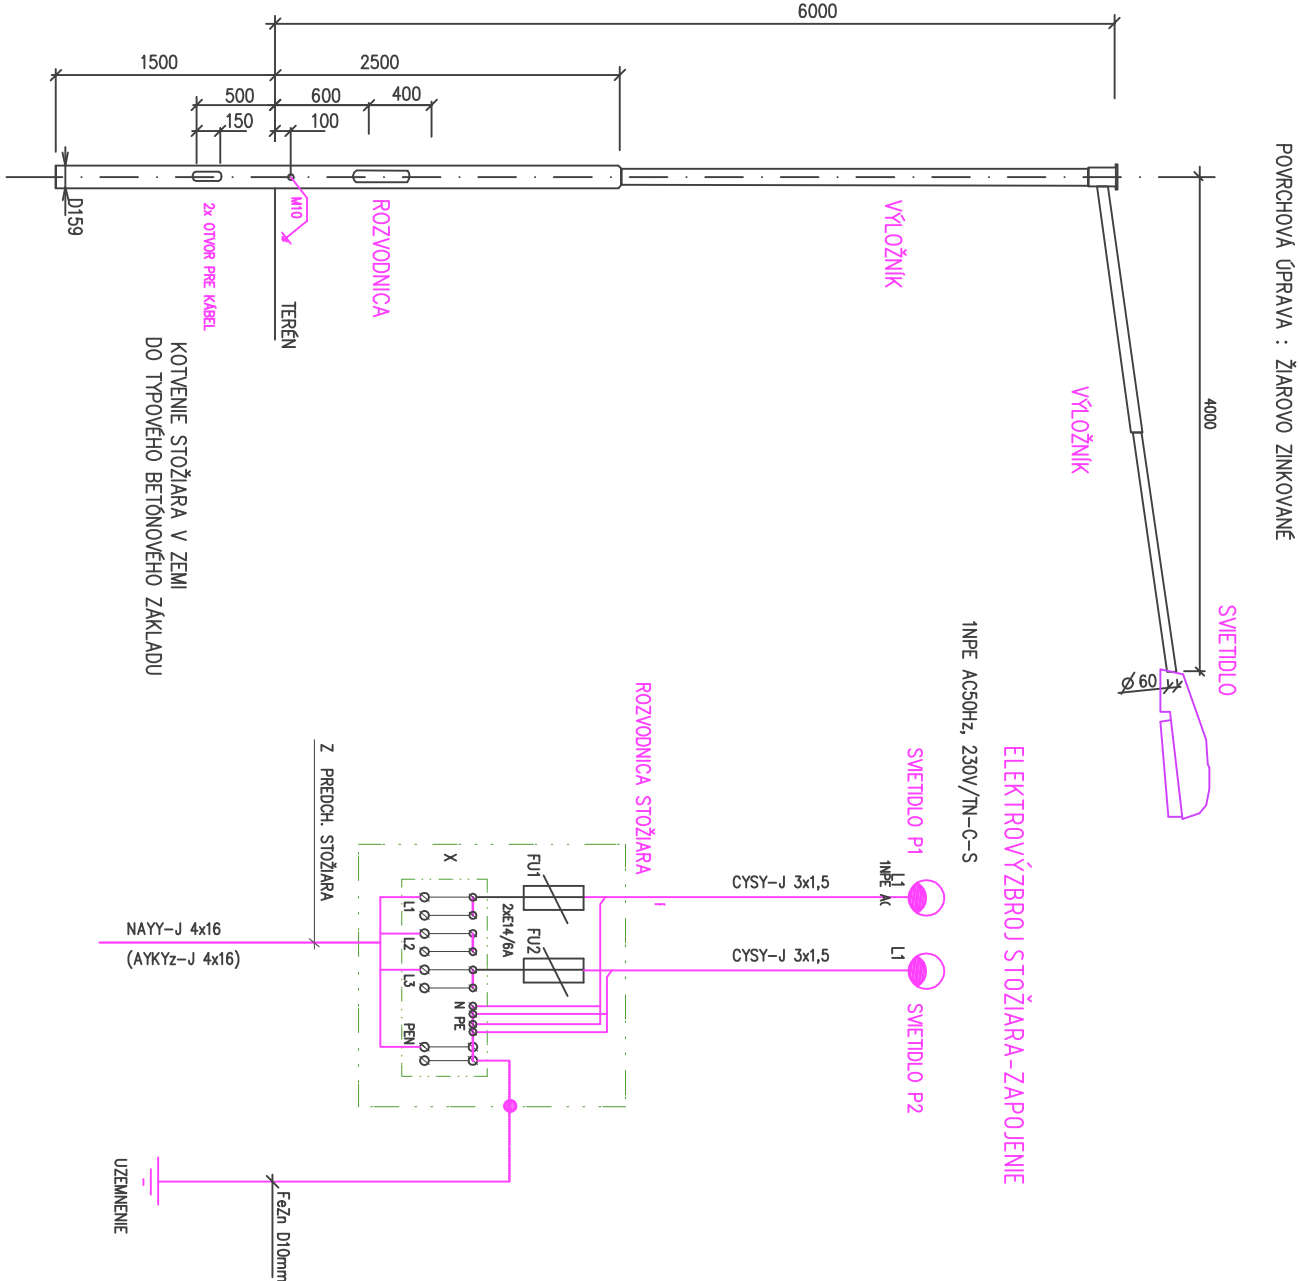 6000
1500
2500
500
600
400
150
100
D159
2x OTVOR PRE KÁBEL
M10
ROZVODNICA
TERÉN
VÝLOŽNÍK
VÝLOŽNÍK
4000
POVRCHOVÁ ÚPRAVA : ŽIAROVO ZINKOVANÉ
SVIETIDLO
Ø 60
KOTVENIE STOŽIARA V ZEMI
DO TYPOVÉHO BETÓNOVÉHO ZÁKLADU
ELEKTROVÝZBROJ STOŽIARA-ZAPOJENIE
1NPE AC50Hz, 230V/TN-C-S
SVIETIDLO P1
SVIETIDLO P2
ROZVODNICA STOŽIARA
Z PREDCH. STOŽIARA
X
FU1
FU2
2xE14/6A
L1
L2
L3
N PE
PEN
CYSY-J 3x1,5
CYSY-J 3x1,5
L1
1NPE AC
L1
NAYY-J 4x16
(AYKYz-J 4x16)
UZEMNENIE
FeZn D10mm